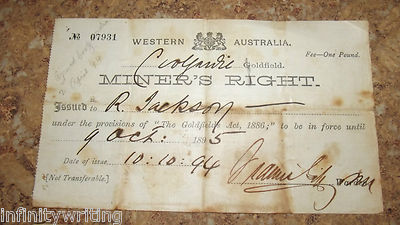 No 07931
WESTERN AUSTRALIA.
Fee—One Pound.
Coolgardie Goldfield.
MINER'S RIGHT.
Issued to R. Jackson
under the provisions of "The Goldfields Act, 1886," to be in force until
9 Oct: 1895
Date of issue, 10:10:94
[Not Transferable.]
Warden
infinitywriting